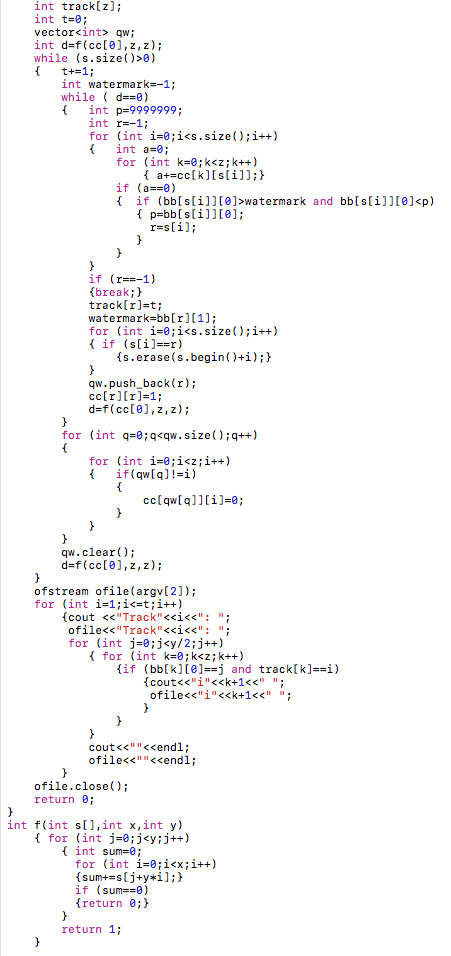 int track[z];
int t=0;
vector<int> qw;
int d=f(cc[0],z,z);
while (s.size()>0)
{   t+=1;
int watermark=-1;
while ( d==0)
{   int p=9999999;
int r=-1;
for (int i=0;i<s.size();i++)
{   int a=0;
for (int k=0;k<z;k++)
{ a+=cc[k][s[i]];}
if (a==0)
{  if (bb[s[i]][0]>watermark and bb[s[i]][0]<p)
{ p=bb[s[i]][0];
r=s[i];
}
}
}
if (r==-1)
{break;}
track[r]=t;
watermark=bb[r][1];
for (int i=0;i<s.size();i++)
{ if (s[i]==r)
{s.erase(s.begin()+i);}
}
qw.push_back(r);
cc[r][r]=1;
d=f(cc[0],z,z);
}
for (int q=0;q<qw.size();q++)
{
for (int i=0;i<z;i++)
{   if(qw[q]!=i)
{
cc[qw[q]][i]=0;
}
}
}
qw.clear();
d=f(cc[0],z,z);
}
ofstream ofile(argv[2]);
for (int i=1;i<=t;i++)
{cout <<"Track"<<i<<": ";
ofile<<"Track"<<i<<": ";
for (int j=0;j<y/2;j++)
{ for (int k=0;k<z;k++)
{if (bb[k][0]==j and track[k]==i)
{cout<<"i"<<k+1<<" ";
ofile<<"i"<<k+1<<" ";
}
}
}
cout<<""<<endl;
ofile<<""<<endl;
}
ofile.close();
return 0;
}
int f(int s[],int x,int y)
{ for (int j=0;j<y;j++)
{ int sum=0;
for (int i=0;i<x;i++)
{sum+=s[j+y*i];}
if (sum==0)
{return 0;}
}
return 1;
}